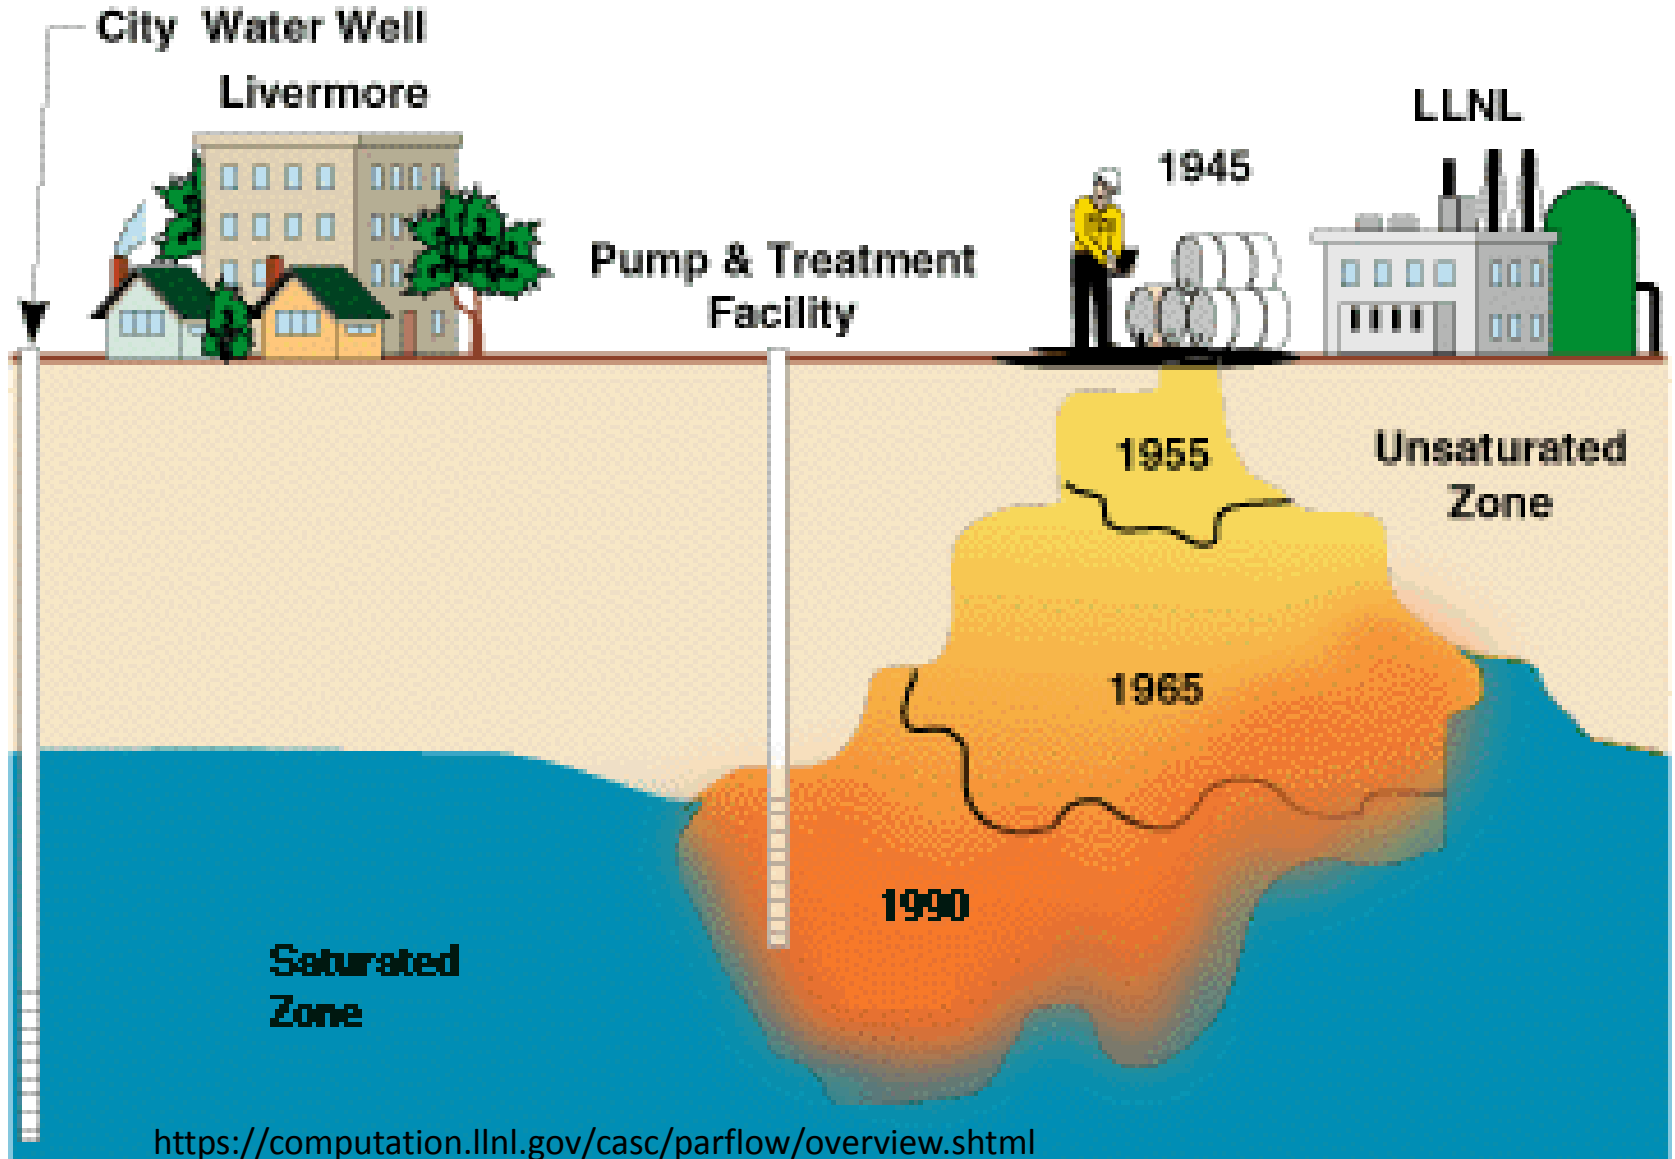 City Water Well
Livermore
LLNL
1945
Pump & Treatment
Facility
1955
Unsaturated
Zone
1965
1990
Saturated
Zone
https://computation.llnl.gov/casc/parflow/overview.shtml